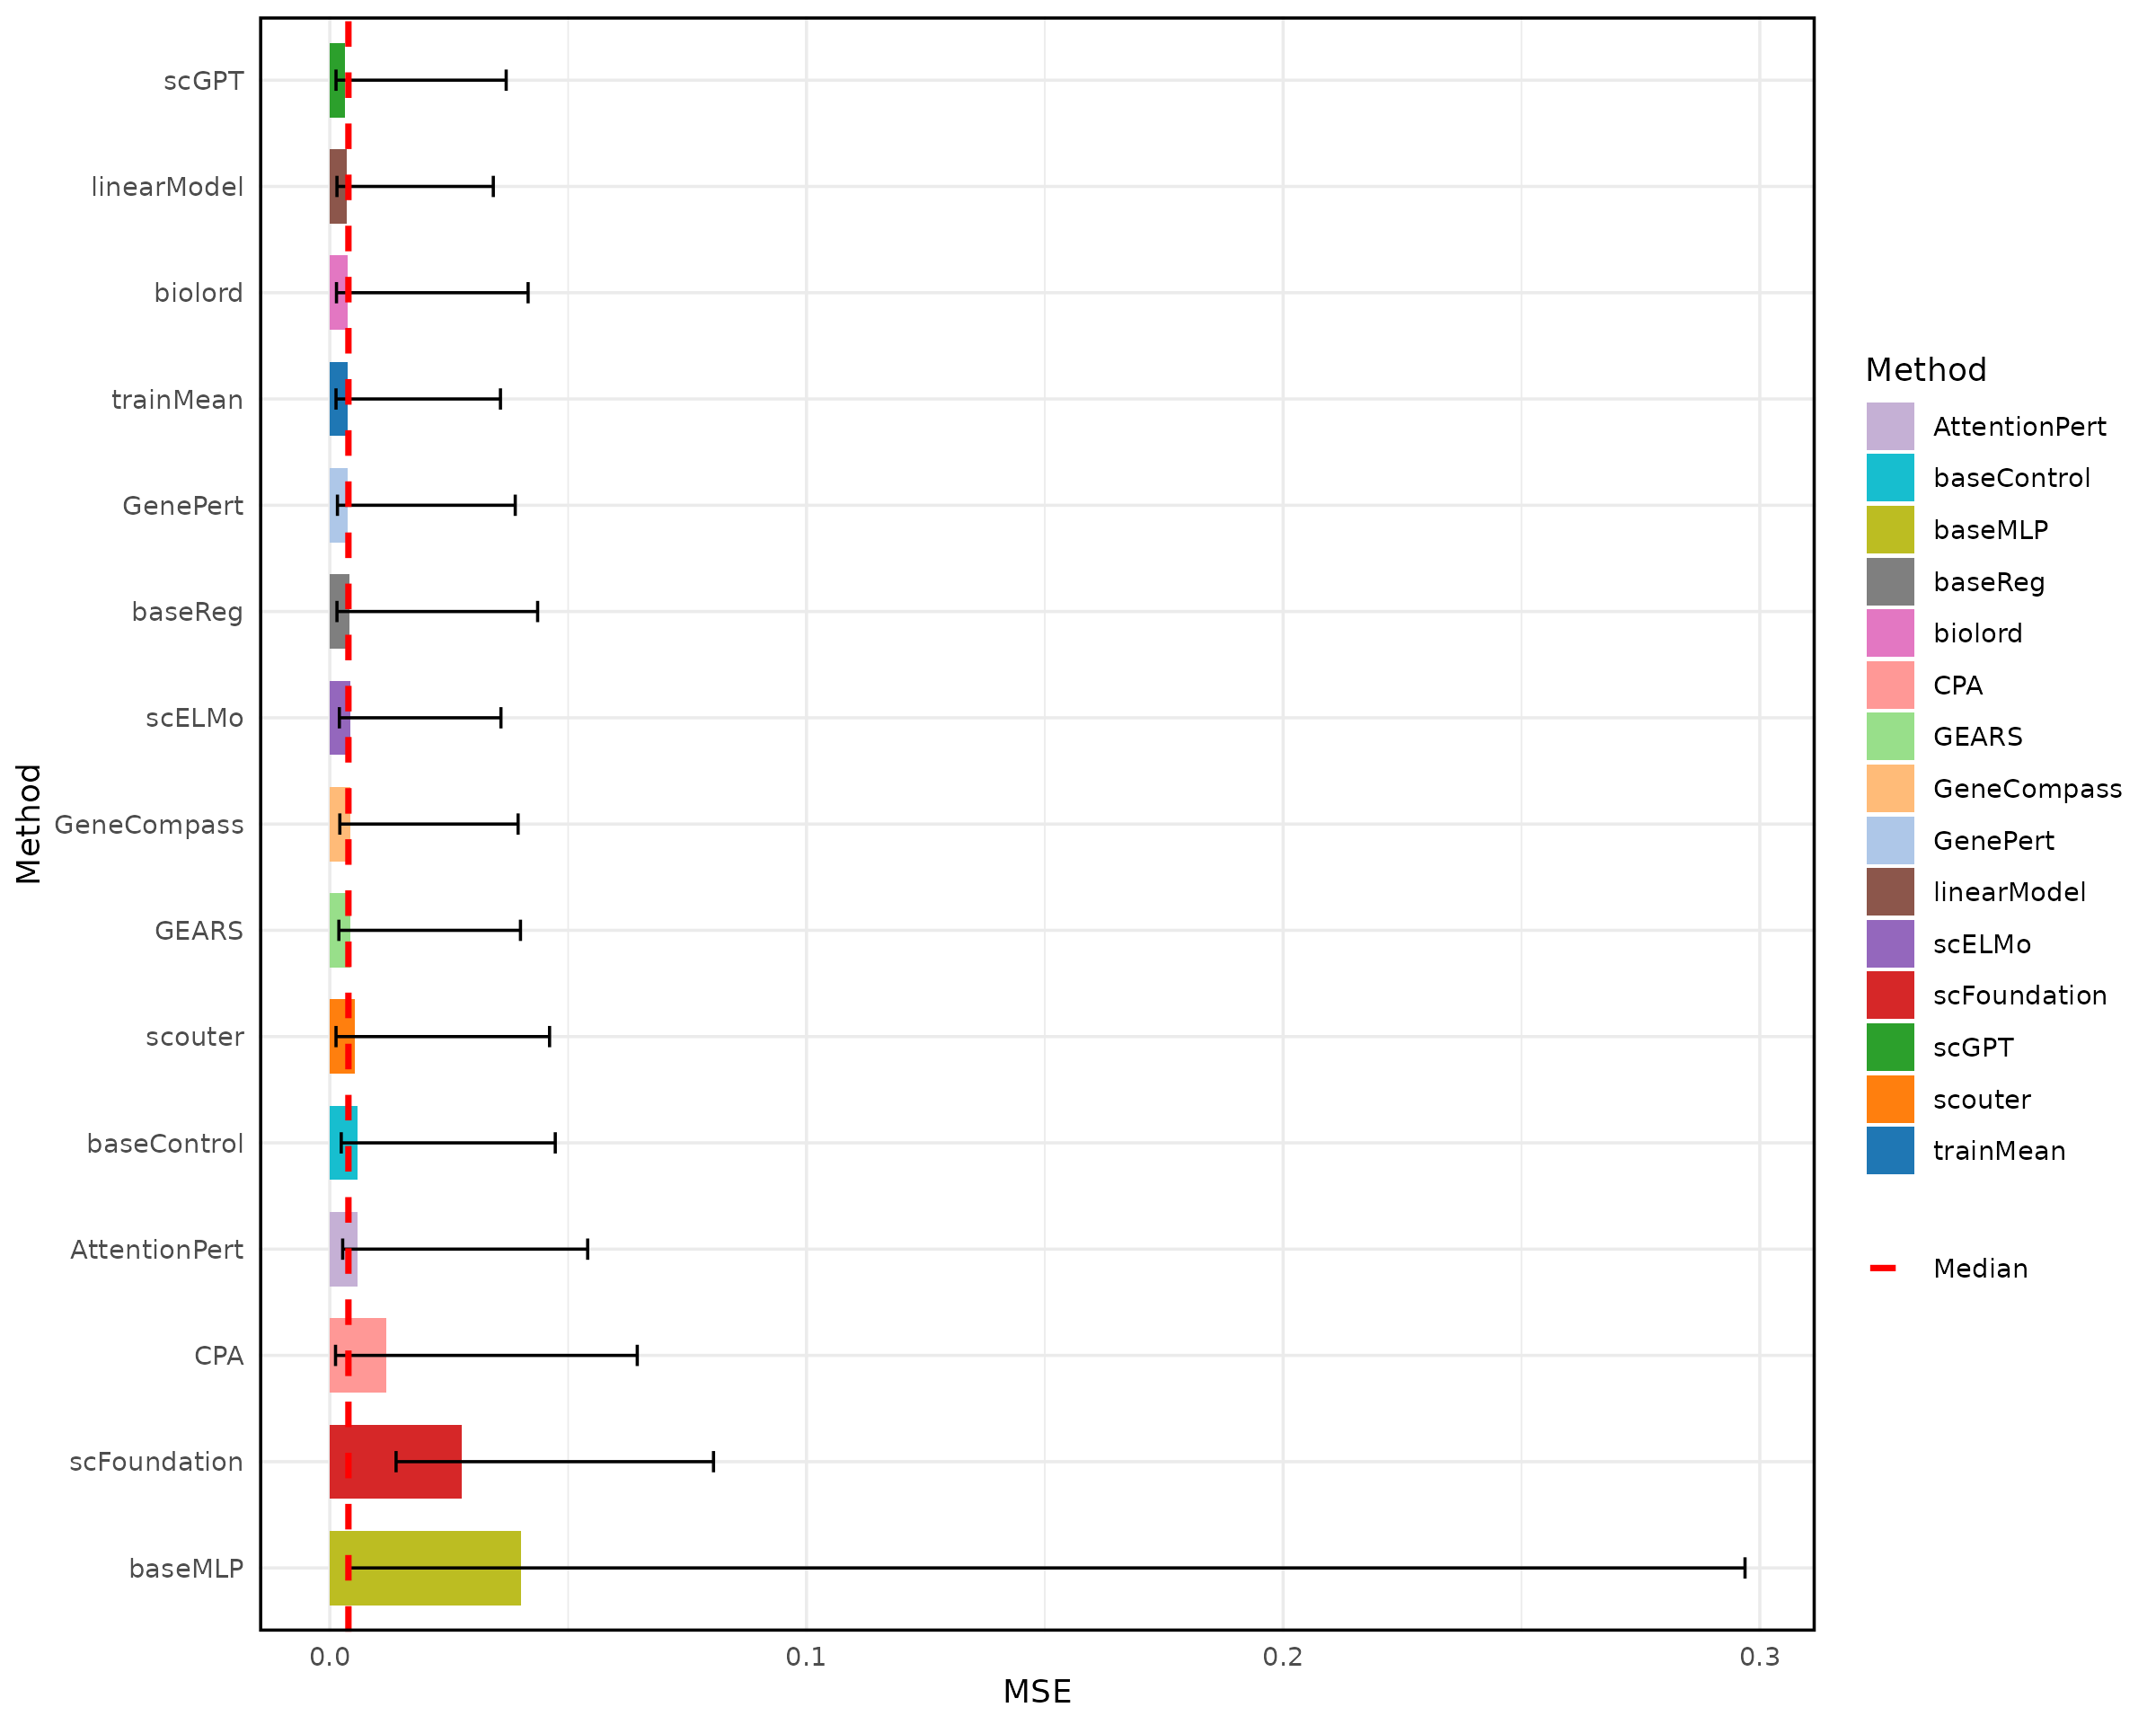 scGPT
linearModel
biolord
trainMean
GenePert
baseReg
scELMo
GeneCompass
GEARS
scouter
baseControl
AttentionPert
CPA
scFoundation
baseMLP
Method
0.0 0.1 0.2 0.3
MSE
Method
AttentionPert
baseControl
baseMLP
baseReg
biolord
CPA
GEARS
GeneCompass
GenePert
linearModel
scELMo
scFoundation
scGPT
scouter
trainMean
Median